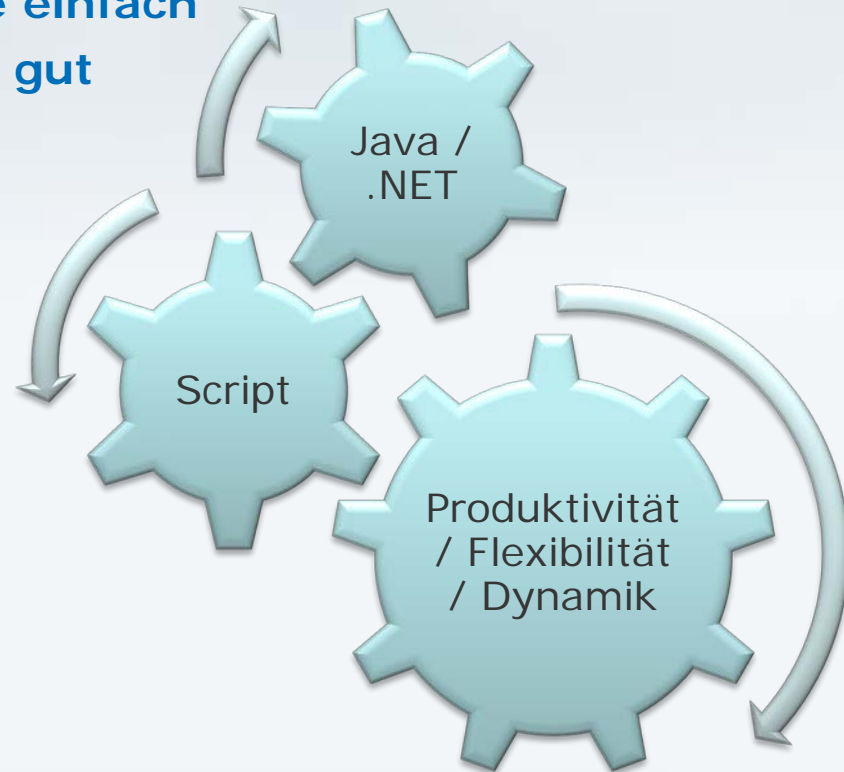 einfach
gut
Java /
.NET
Script
Produktivität
/ Flexibilität
/ Dynamik